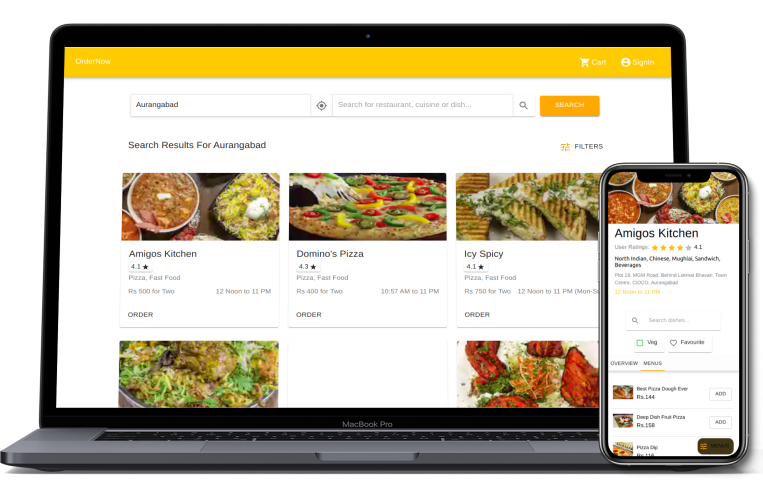 OrderNow
Cart
SignIn
Aurangabad
Search for restaurant, cuisine or dish...
SEARCH
Search Results For Aurangabad
FILTERS
Amigos Kitchen
4.1 ★
Pizza, Fast Food
Rs 500 for Two 12 Noon to 11 PM
ORDER
Domino's Pizza
4.3 ★
Pizza, Fast Food
Rs 400 for Two 10:57 AM to 11 PM
ORDER
Icy Spicy
4.1 ★
Pizza, Fast Food
Rs 750 for Two 12 Noon to 11 PM (Mon-Su
ORDER
MacBook Pro
Amigos Kitchen
User Ratings: ★ ★ ★ ★ ★ 4.1
North Indian, Chinese, Mughlai, Sandwich,
Beverages
Plot 19, MGM Road, Behind Lokmat Bhavan, Town
Centre, CIDCO, Aurangabad
12 Noon to 11 PM
Search dishes...
Veg
Favourite
OVERVIEW MENUS
Best Pizza Dough Ever
Rs.144
ADD
Deep Dish Fruit Pizza
Rs.158
ADD
Pizza Dip
Rs.116